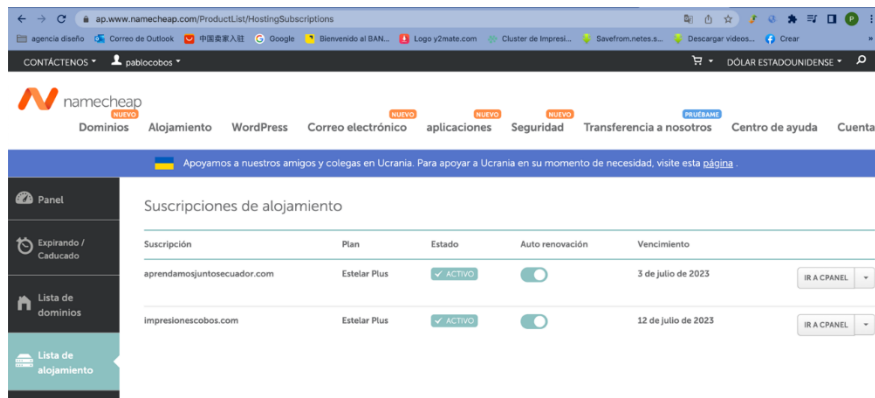 ap.www.namecheap.com/ProductList/HostingSubscriptions
agencia diseño Correo de Outlook 中国卖家入驻 Google Bienvenido al BAN... Logo y2mate.com Cluster de Impresi... Savefrom.netes.a... Descargar videos... Crear »
CONTÁCTENOS pablocobos DÓLAR ESTADOUNIDENSE
namecheap
NUEVO NUEVO NUEVO NUEVO PRUÉBAME
Dominios Alojamiento WordPress Correo electrónico aplicaciones Seguridad Transferencia a nosotros Centro de ayuda Cuenta
Apoyamos a nuestros amigos y colegas en Ucrania. Para apoyar a Ucrania en su momento de necesidad, visite esta página .
Panel
Suscripciones de alojamiento
Expirando /
Caducado
Suscripción Plan Estado Auto renovación Vencimiento
aprendamosjuntosecuador.com Estelar Plus ACTIVO 3 de julio de 2023 IR A CPANEL
Lista de
dominios
impresionescobos.com Estelar Plus ACTIVO 12 de julio de 2023 IR A CPANEL
Lista de
alojamiento